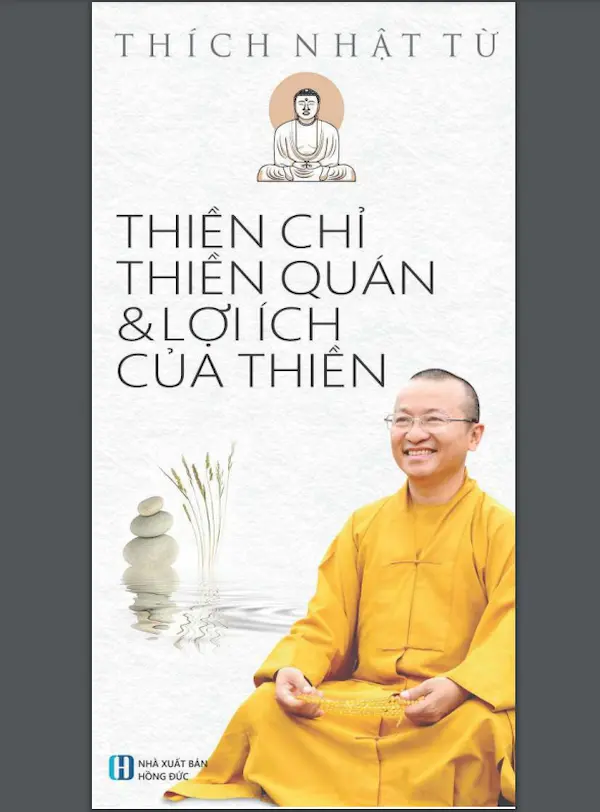 THÍCH NHẬT TỪ
THIỀN CHỈ
THIỀN QUÁN
& LỢI ÍCH
CỦA THIỀN
NHÀ XUẤT BẢN
HỒNG ĐỨC